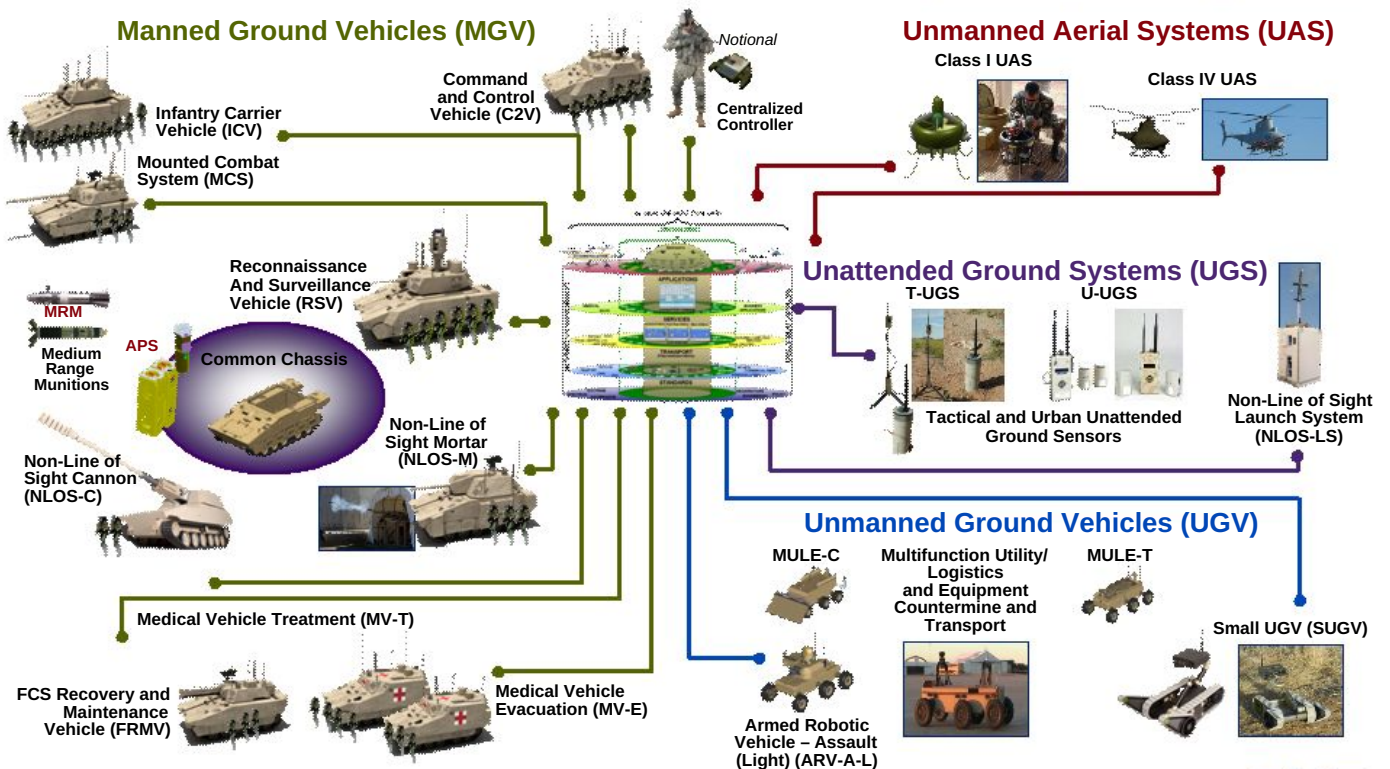 Manned Ground Vehicles (MGV)
Infantry Carrier
Vehicle (ICV)
Mounted Combat
System (MCS)
Command
and Control
Vehicle (C2V)
Notional
Centralized
Controller
Unmanned Aerial Systems (UAS)
Class I UAS
Class IV UAS
Reconnaissance
And Surveillance
Vehicle (RSV)
MRM
Medium
Range
Munitions
APS
Common Chassis
Non-Line of
Sight Cannon
(NLOS-C)
Non-Line of
Sight Mortar
(NLOS-M)
APPLICATIONS
SERVICES
TRANSPORT
STANDARDS
Unattended Ground Systems (UGS)
T-UGS
U-UGS
Tactical and Urban Unattended
Ground Sensors
Non-Line of Sight
Launch System
(NLOS-LS)
Unmanned Ground Vehicles (UGV)
MULE-C
Multifunction Utility/
Logistics
and Equipment
Countermine and
Transport
MULE-T
Small UGV (SUGV)
Armed Robotic
Vehicle – Assault
(Light) (ARV-A-L)
Medical Vehicle Treatment (MV-T)
FCS Recovery and
Maintenance
Vehicle (FRMV)
Medical Vehicle
Evacuation (MV-E)